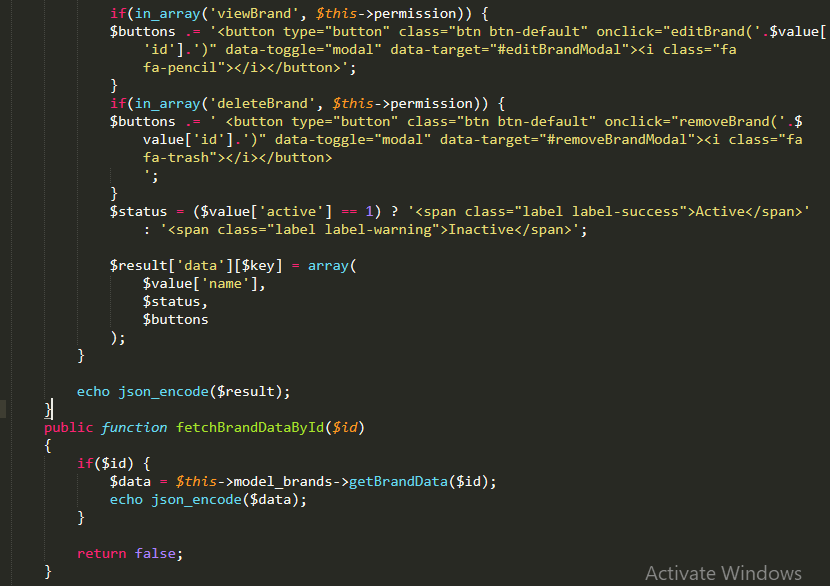 if(in_array('viewBrand', $this->permission)) {
$buttons .= '<button type="button" class="btn btn-default" onclick="editBrand('.$value[
'id'].')" data-toggle="modal" data-target="#editBrandModal"><i class="fa
fa-pencil"></i></button>';
}
if(in_array('deleteBrand', $this->permission)) {
$buttons .= ' <button type="button" class="btn btn-default" onclick="removeBrand('.$
value['id'].')" data-toggle="modal" data-target="#removeBrandModal"><i class="fa
fa-trash"></i></button>
';
}
$status = ($value['active'] == 1) ? '<span class="label label-success">Active</span>'
: '<span class="label label-warning">Inactive</span>';
$result['data'][$key] = array(
$value['name'],
$status,
$buttons
);
}
echo json_encode($result);
}
public function fetchBrandDataById($id)
{
if($id) {
$data = $this->model_brands->getBrandData($id);
echo json_encode($data);
}
return false;
}
Activate Windows